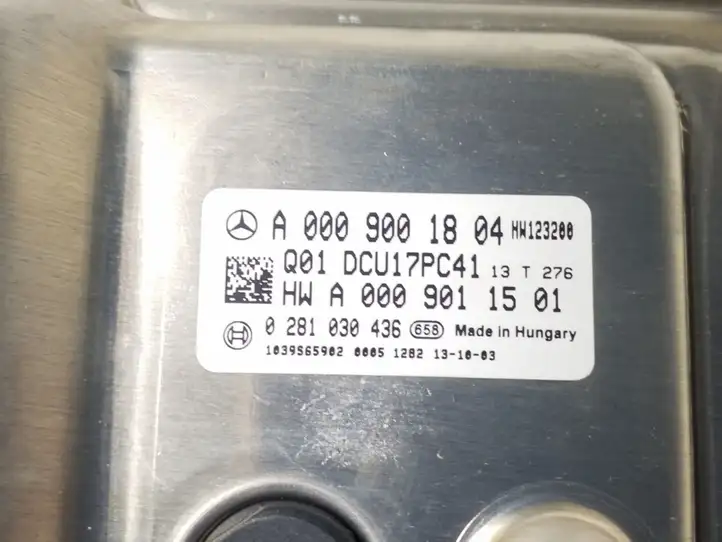 A 000 900 18 04 HW123200
Q01 DCU17PC41 13 T 276
HW A 000 901 15 01
0 281 030 436 658 Made in Hungary
1039S65902 0005 1282 13-10-03